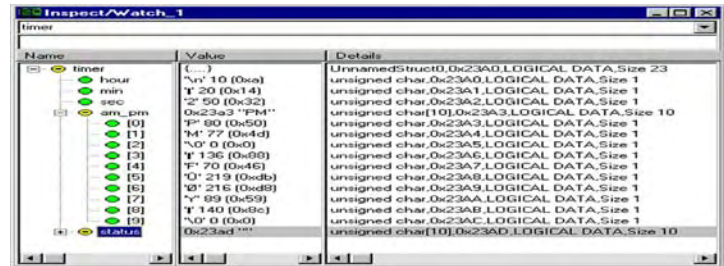 Inspect/Watch_1
timer
Name Value Details
timer {....} UnnamedStruct0,0x23A0,LOGICAL DATA,Size 23
hour '\n' 10 (0xa) unsigned char,0x23A0,LOGICAL DATA,Size 1
min '¶' 20 (0x14) unsigned char,0x23A1,LOGICAL DATA,Size 1
sec '2' 50 (0x32) unsigned char,0x23A2,LOGICAL DATA,Size 1
am_pm 0x23a3 "PM" unsigned char[10],0x23A3,LOGICAL DATA,Size 10
[0] 'P' 80 (0x50) unsigned char,0x23A3,LOGICAL DATA,Size 1
[1] 'M' 77 (0x4d) unsigned char,0x23A4,LOGICAL DATA,Size 1
[2] '\0' 0 (0x0) unsigned char,0x23A5,LOGICAL DATA,Size 1
[3] 136 (0x88) unsigned char,0x23A6,LOGICAL DATA,Size 1
[4] 'F' 70 (0x46) unsigned char,0x23A7,LOGICAL DATA,Size 1
[5] 'Û' 219 (0xdb) unsigned char,0x23A8,LOGICAL DATA,Size 1
[6] 'Ø' 216 (0xd8) unsigned char,0x23A9,LOGICAL DATA,Size 1
[7] 'Y' 89 (0x59) unsigned char,0x23AA,LOGICAL DATA,Size 1
[8] 140 (0x8c) unsigned char,0x23AB,LOGICAL DATA,Size 1
[9] '\0' 0 (0x0) unsigned char,0x23AC,LOGICAL DATA,Size 1
status 0x23ad "" unsigned char[10],0x23AD,LOGICAL DATA,Size 10